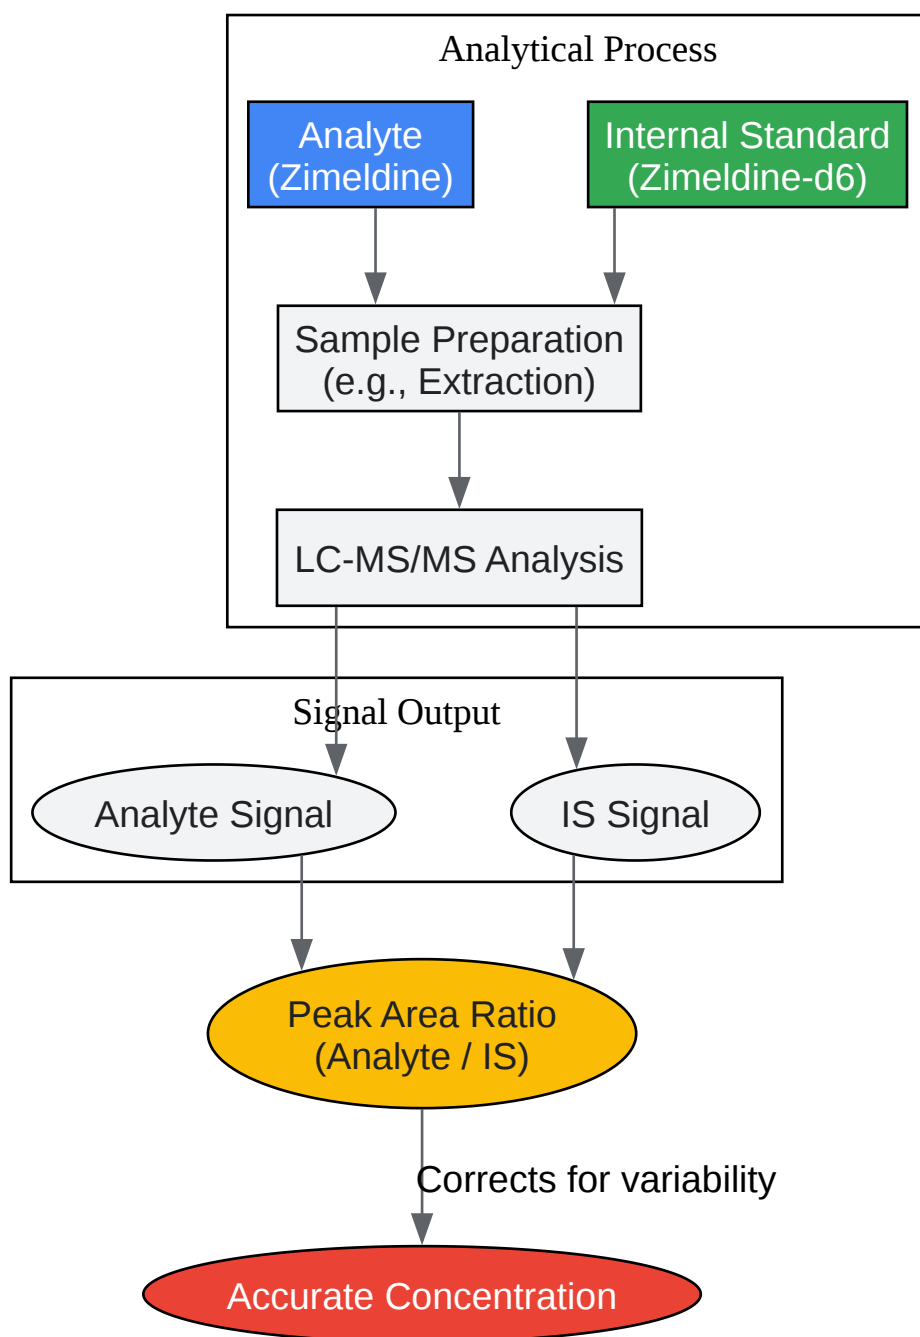 Analytical Process
Analyte
(Zimeldine)
Internal Standard
(Zimeldine-d6)
Sample Preparation
(e.g., Extraction)
LC-MS/MS Analysis
Signal Output
Analyte Signal
IS Signal
Peak Area Ratio
(Analyte / IS)
Corrects for variability
Accurate Concentration